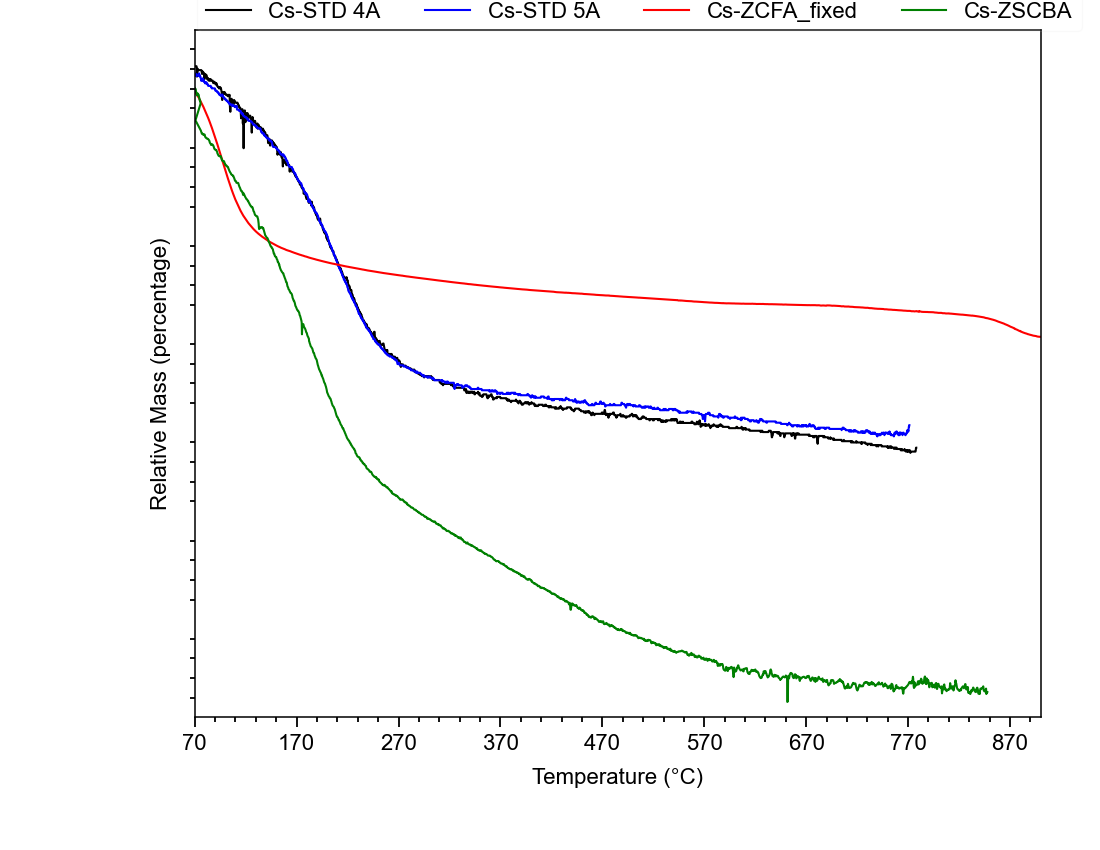 Cs-STD 4A Cs-STD 5A Cs-ZCFA_fixed Cs-ZSCBA
Relative Mass (percentage)
70 170 270 370 470 570 670 770 870
Temperature (°C)